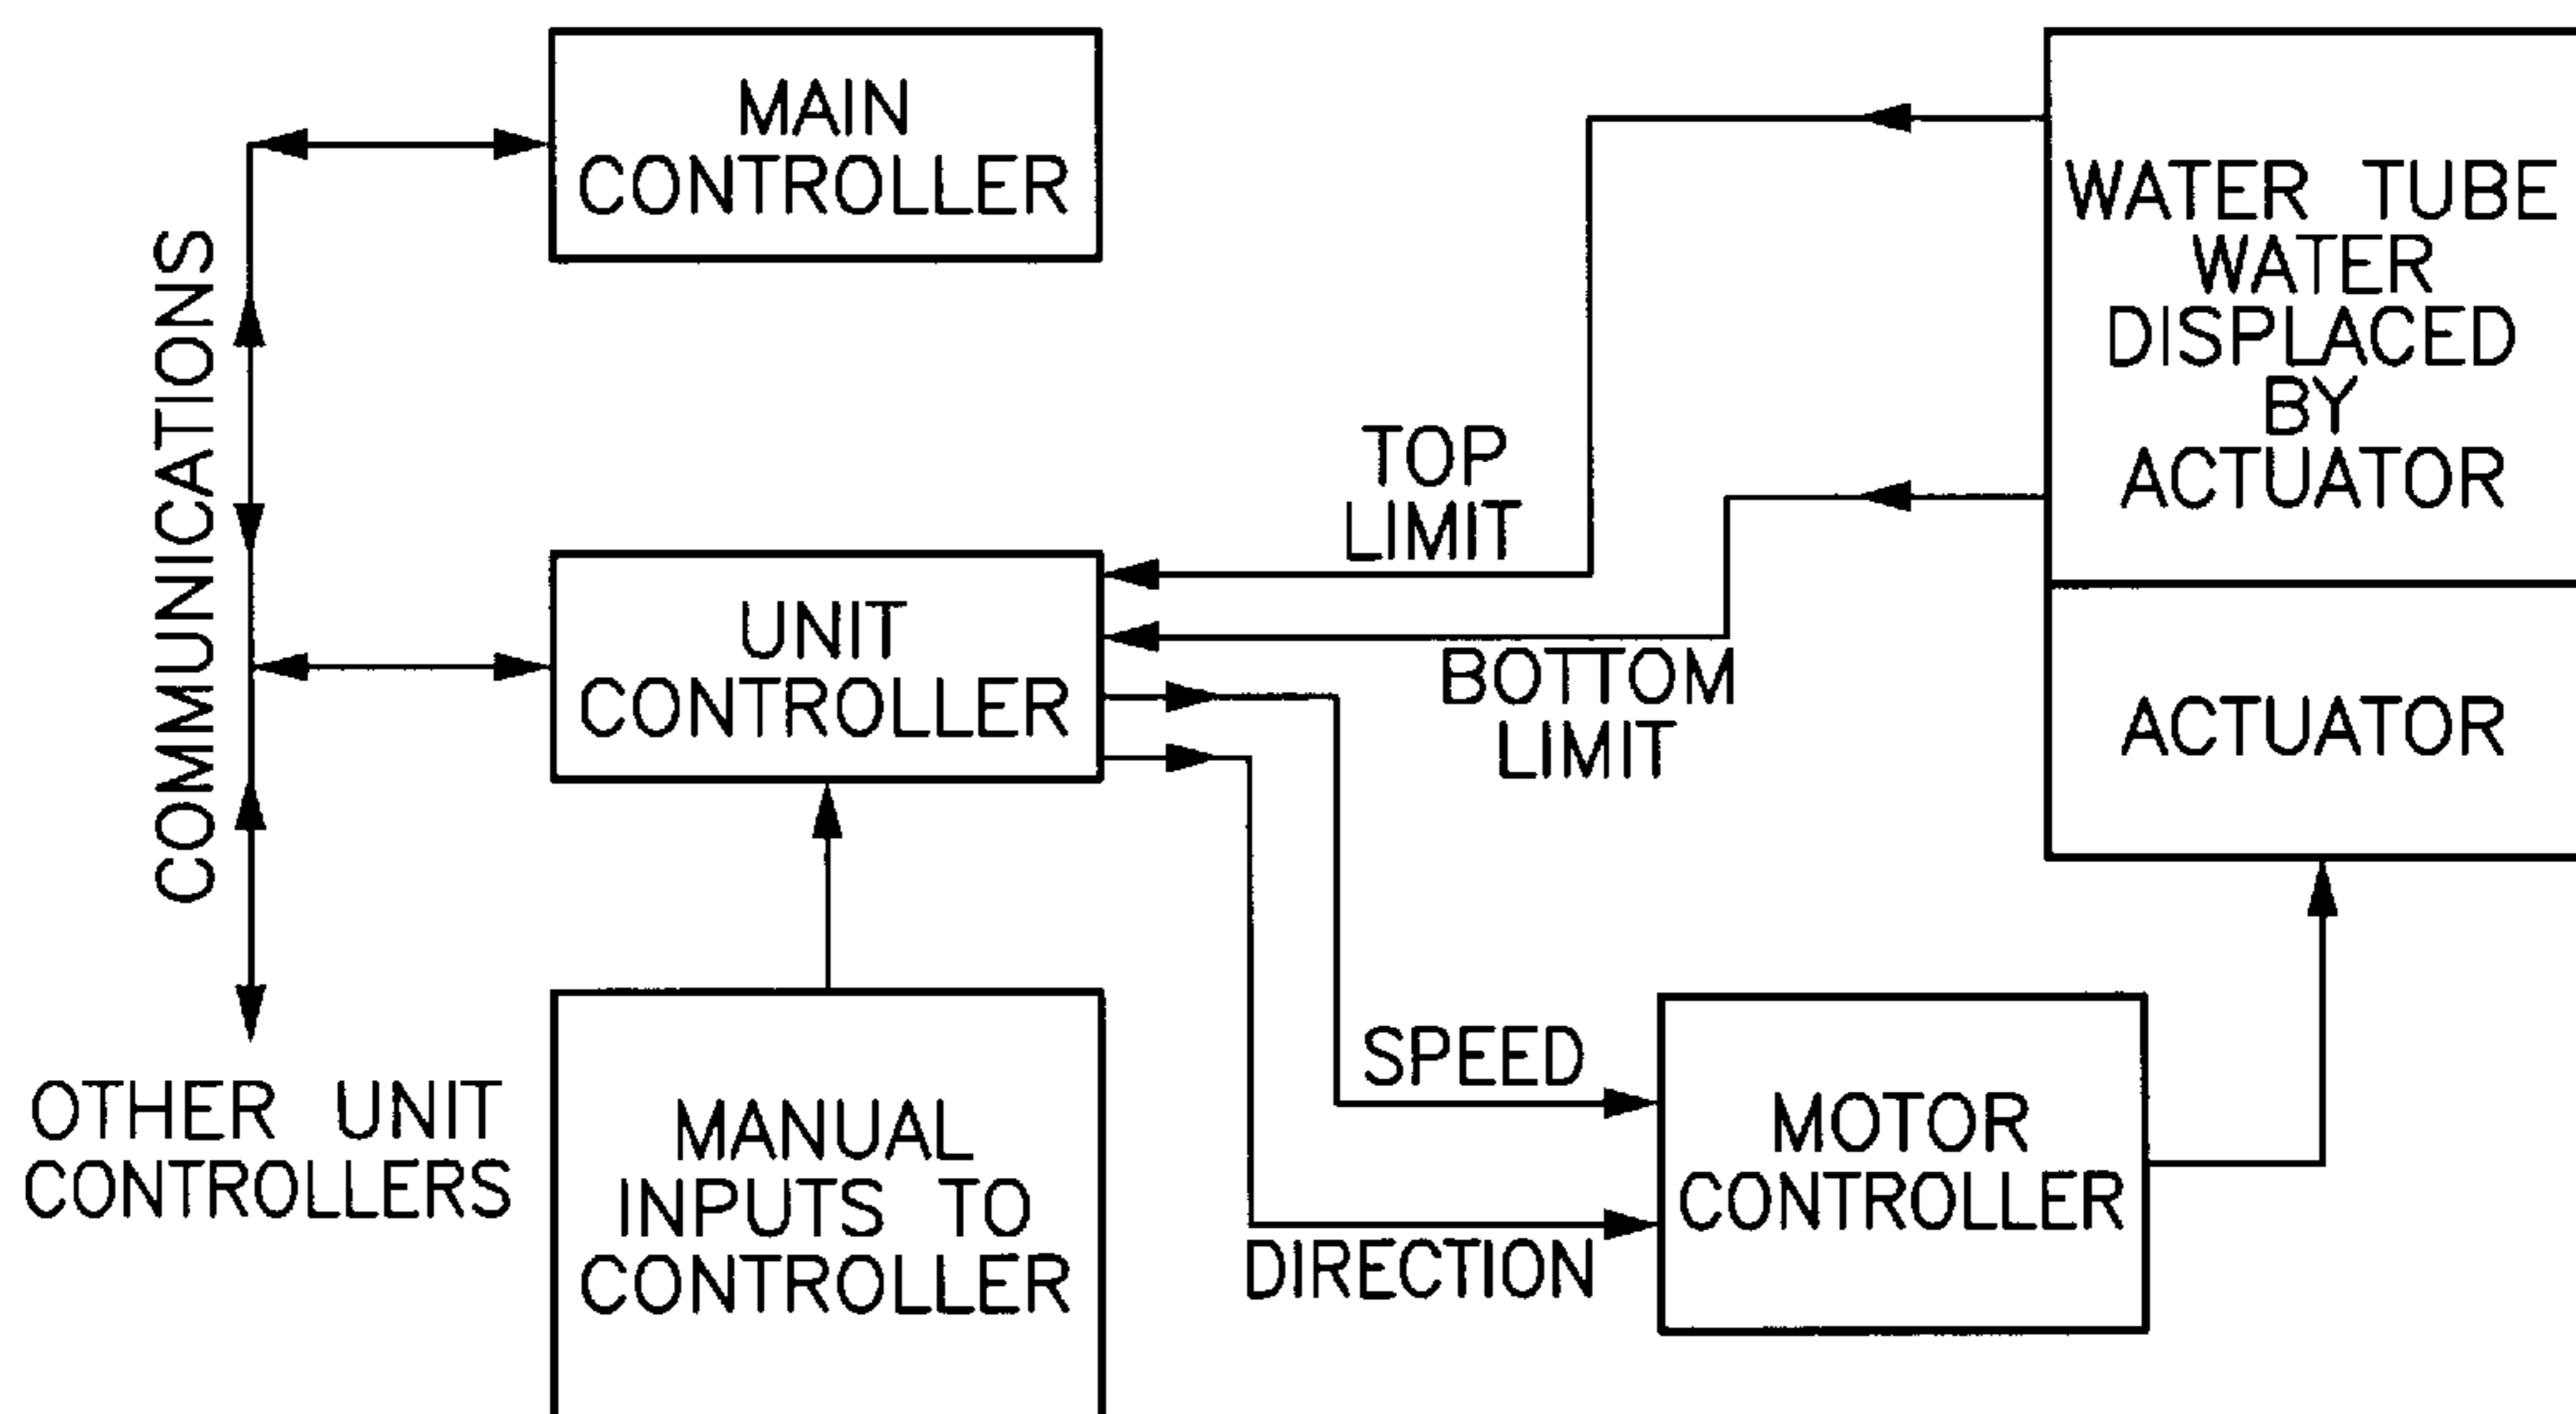 MAIN
CONTROLLER
COMMUNICATIONS
WATER TUBE
WATER
DISPLACED
BY
ACTUATOR
TOP
LIMIT
UNIT
CONTROLLER
BOTTOM
LIMIT
ACTUATOR
OTHER UNIT
CONTROLLERS
MANUAL
INPUTS TO
CONTROLLER
SPEED
DIRECTION
MOTOR
CONTROLLER